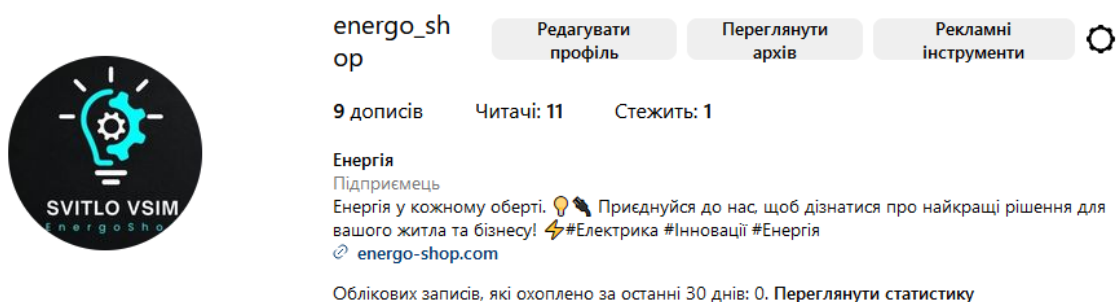 energo_sh
op
Редагувати
профіль
Переглянути
архів
Рекламні
інструменти
9 дописів Читачі: 11 Стежить: 1
SVITLO VSIM
EnergoSho
Енергія
Підприємець
Енергія у кожному оберті. 💡🔌 Приєднуйся до нас, щоб дізнатися про найкращі рішення для
вашого житла та бізнесу! ⚡#Електрика #Інновації #Енергія
energo-shop.com
Облікових записів, які охоплено за останні 30 днів: 0. Переглянути статистику